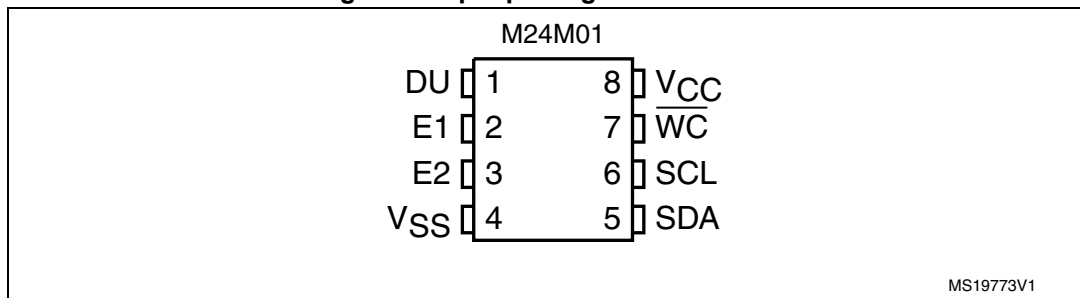 M24M01
DU 1 8 VCC
E1 2 7 WC
E2 3 6 SCL
VSS 4 5 SDA
MS19773V1